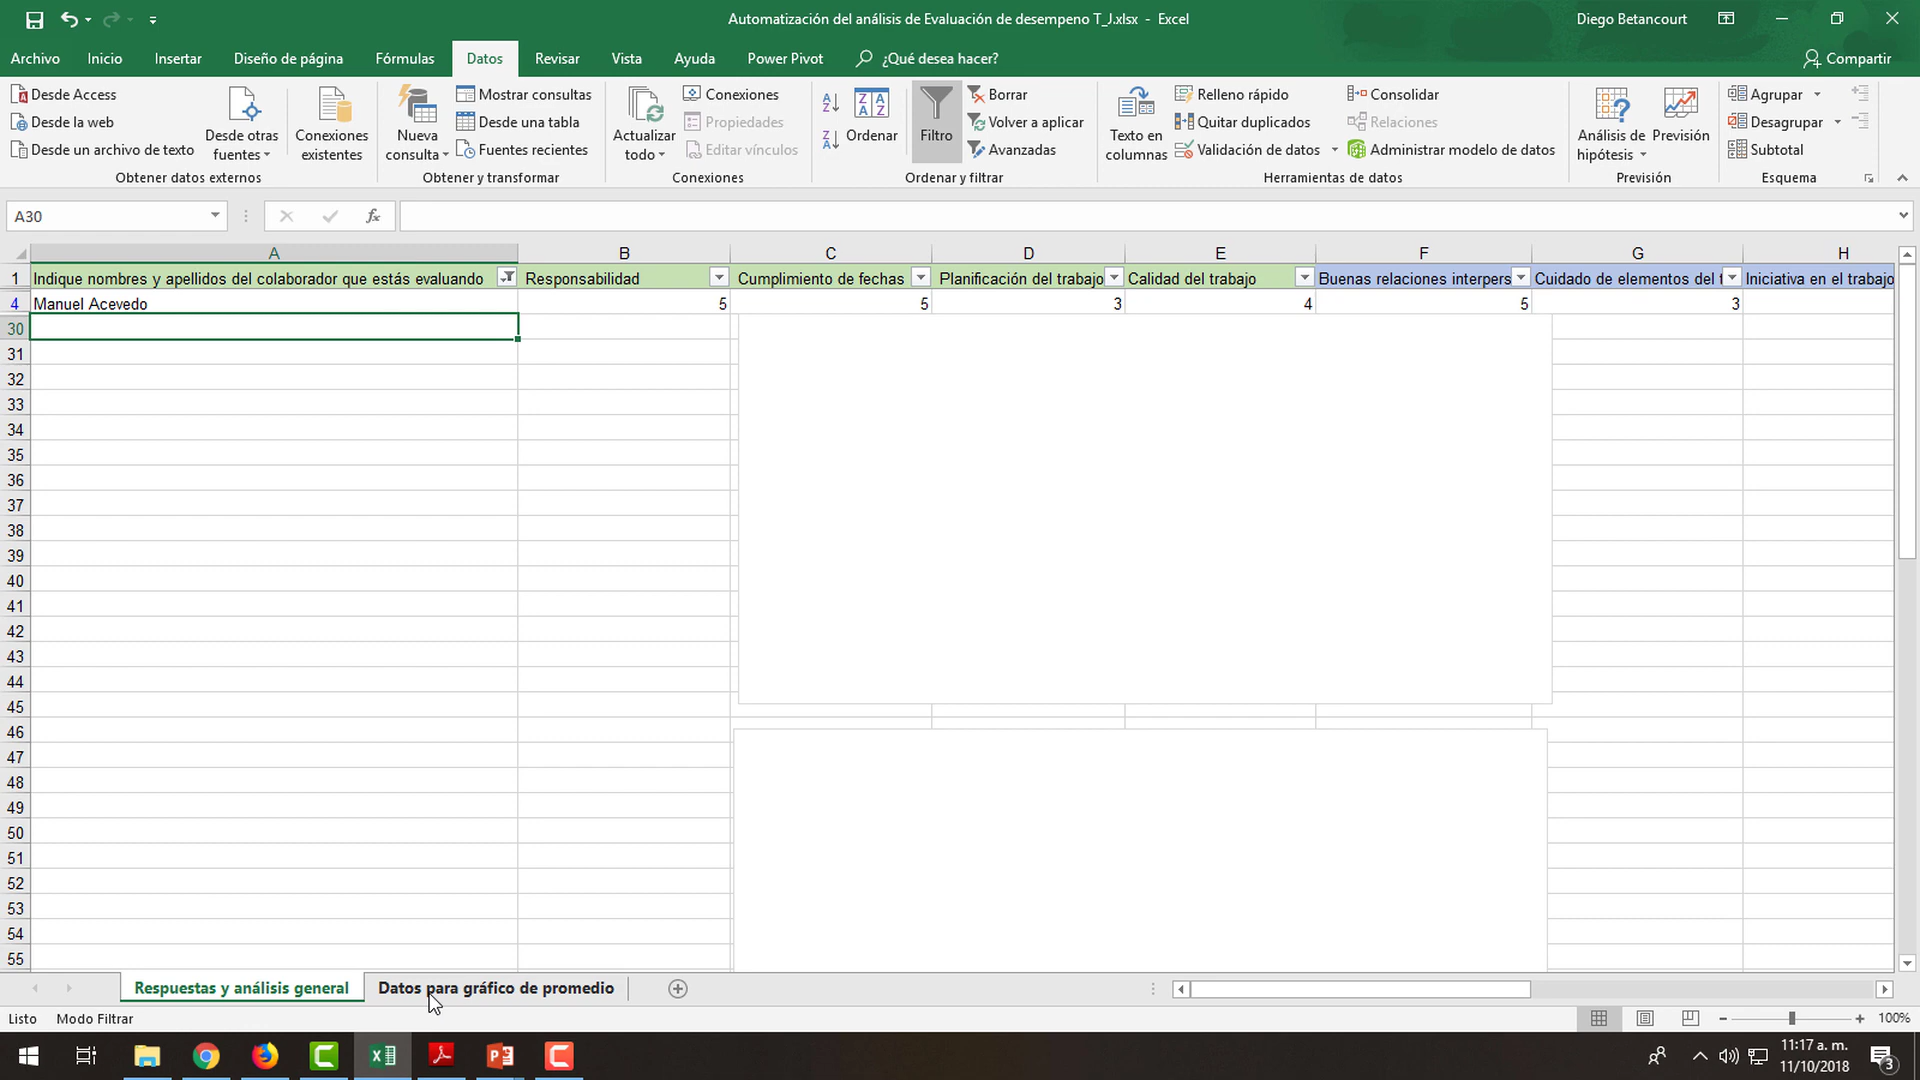 Automatización del análisis de Evaluación de desempeno T_J.xlsx - Excel
Diego Betancourt
Archivo Inicio Insertar Diseño de página Fórmulas Datos Revisar Vista Ayuda Power Pivot ¿Qué desea hacer? Compartir
Desde Access
Desde la web
Desde un archivo de texto
Desde otras
fuentes
Conexiones
existentes
Obtener datos externos
Nueva
consulta
Mostrar consultas
Desde una tabla
Fuentes recientes
Obtener y transformar
Actualizar
todo
Conexiones
Propiedades
Editar vínculos
Conexiones
Ordenar
Filtro
Borrar
Volver a aplicar
Avanzadas
Ordenar y filtrar
Texto en
columnas
Relleno rápido
Quitar duplicados
Validación de datos
Consolidar
Relaciones
Administrar modelo de datos
Herramientas de datos
Análisis de
hipótesis
Previsión
Previsión
Agrupar
Desagrupar
Subtotal
Esquema
A30
fx
A B C D E F G H
1 Indique nombres y apellidos del colaborador que estás evaluando Responsabilidad Cumplimiento de fechas Planificación del trabajo Calidad del trabajo Buenas relaciones interpers Cuidado de elementos del t Iniciativa en el trabajo
4 Manuel Acevedo 5 5 3 4 5 3
30
31
32
33
34
35
36
37
38
39
40
41
42
43
44
45
46
47
48
49
50
51
52
53
54
55
Respuestas y análisis general Datos para gráfico de promedio
Listo Modo Filtrar 100%
11:17 a. m.
11/10/2018
3